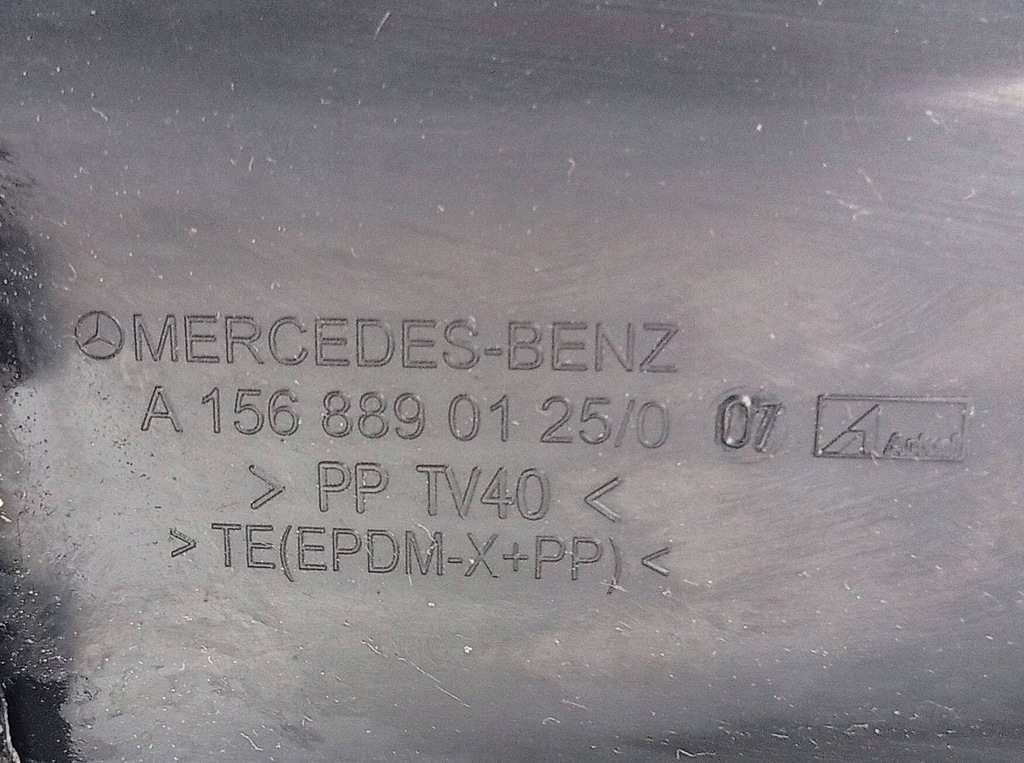 MERCEDES-BENZ
A 156 889 01 25/0 07
> PP TV40 <
> TE(EPDM-X+PP) <